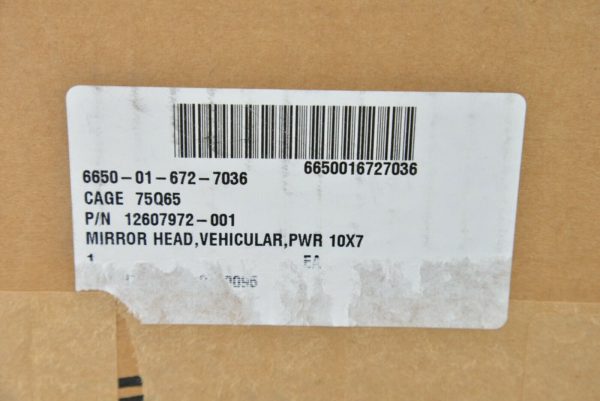 6650016727036
6650-01-672-7036
CAGE 75Q65
P/N 12607972-001
MIRROR HEAD,VEHICULAR,PWR 10X7
1 EA